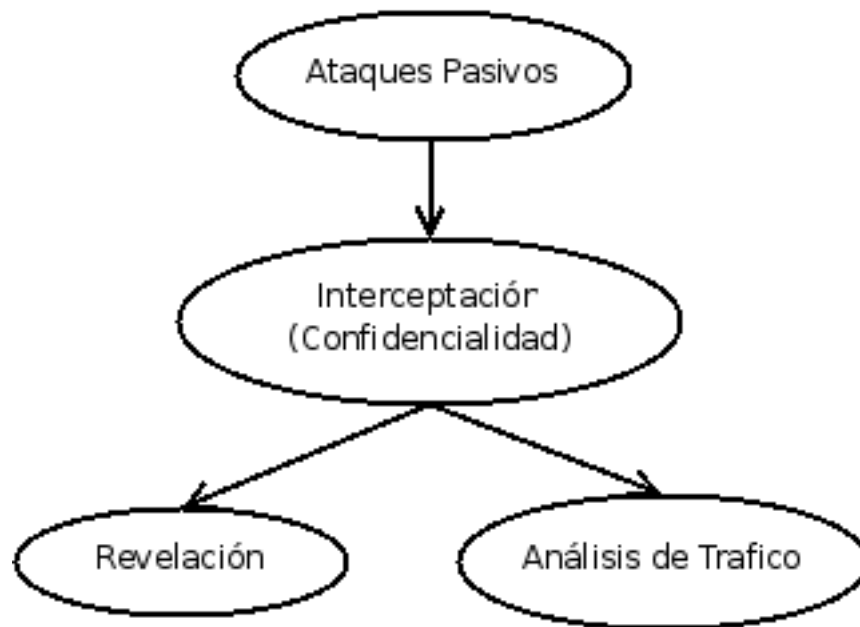 Ataques Pasivos
Interceptación
(Confidencialidad)
Revelación
Análisis de Trafico